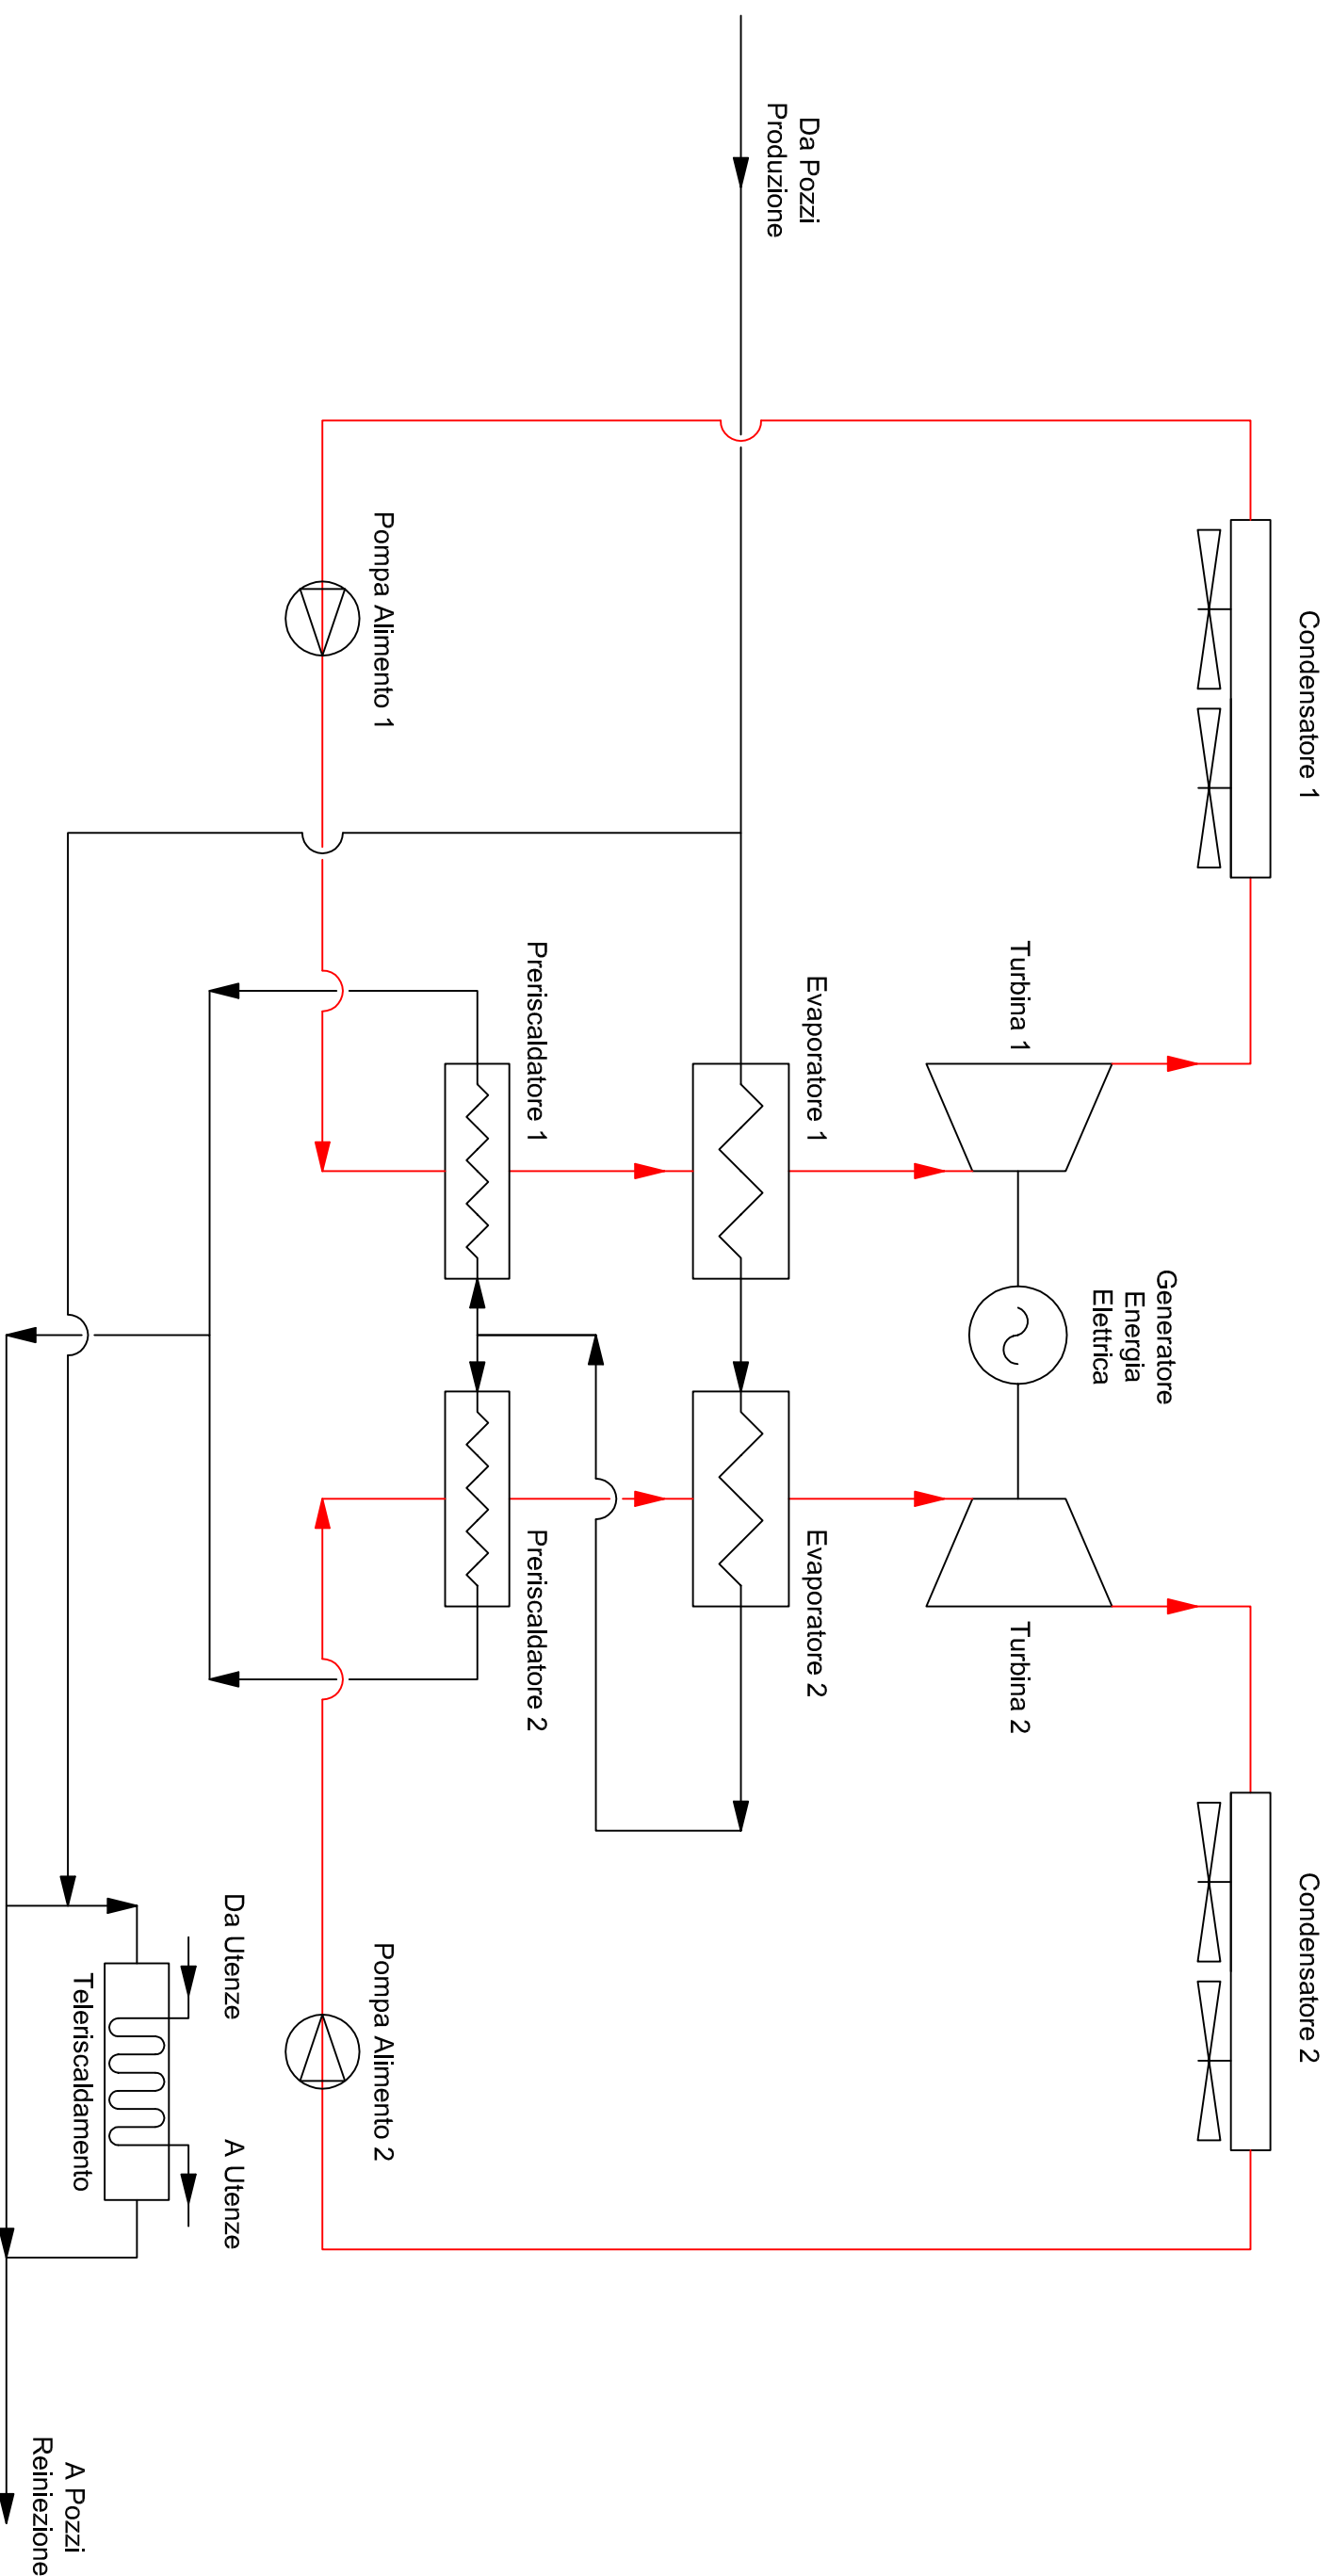 Condensatore 1
Condensatore 2
Turbina 1
Generatore
Energia
Elettrica
Turbina 2
Da Pozzi
Produzione
Evaporatore 1
Evaporatore 2
Preriscaldatore 1
Preriscaldatore 2
Pompa Alimento 1
Pompa Alimento 2
Da Utenze
A Utenze
Teleriscaldamento
A Pozzi
Reiniezione